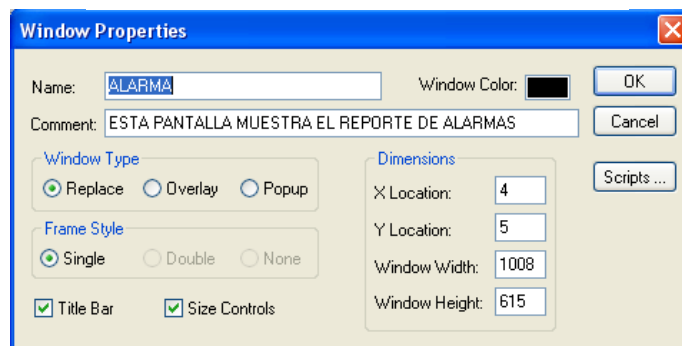 Window Properties
Name: ALARMA Window Color: OK
Comment: ESTA PANTALLA MUESTRA EL REPORTE DE ALARMAS Cancel
Window Type Dimensions Scripts ...
Replace Overlay Popup X Location: 4
Frame Style Y Location: 5
Single Double None Window Width: 1008
Title Bar Size Controls Window Height: 615